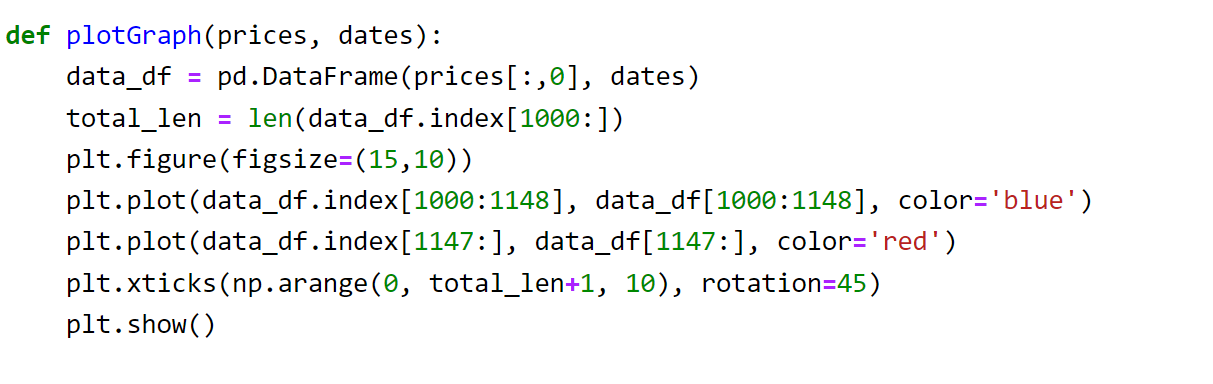 def plotGraph(prices, dates):
    data_df = pd.DataFrame(prices[:,0], dates)
    total_len = len(data_df.index[1000:])
    plt.figure(figsize=(15,10))
    plt.plot(data_df.index[1000:1148], data_df[1000:1148], color='blue')
    plt.plot(data_df.index[1147:], data_df[1147:], color='red')
    plt.xticks(np.arange(0, total_len+1, 10), rotation=45)
    plt.show()